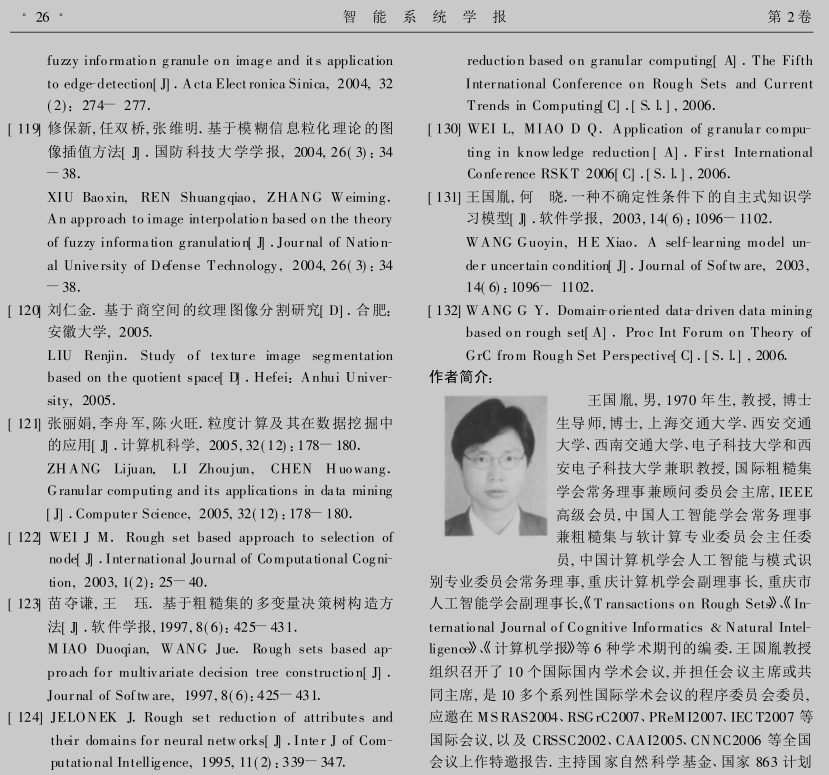 · 26 · 智 能 系 统 学 报 第 2 卷
fuzzy information granule on image and its application
to edge-detection[J]. Acta Electronica Sinica, 2004, 32
(2): 274—277.
[119] 修保新,任双桥,张维明.基于模糊信息粒化理论的图
像插值方法[J].国防科技大学学报, 2004, 26(3): 34
—38.
XIU Baoxin, REN Shuangqiao, ZHANG Weiming.
An approach to image interpolation based on the theory
of fuzzy information granulation[J]. Journal of Nation-
al University of Defense Technology, 2004, 26(3): 34
—38.
[120] 刘仁金. 基于商空间的纹理图像分割研究[D]. 合肥:
安徽大学, 2005.
LIU Renjin. Study of texture image segmentation
based on the quotient space[D]. Hefei: Anhui Univer-
sity, 2005.
[121] 张丽娟,李舟军,陈火旺.粒度计算及其在数据挖掘中
的应用[J].计算机科学, 2005, 32(12): 178—180.
ZHANG Lijuan, LI Zhoujun, CHEN Huowang.
Granular computing and its applications in data mining
[J]. Computer Science, 2005, 32(12): 178—180.
[122] WEI J M. Rough set based approach to selection of
node[J]. International Journal of Computational Cogni-
tion, 2003, 1(2): 25—40.
[123] 苗夺谦,王 珏. 基于粗糙集的多变量决策树构造方
法[J].软件学报,1997, 8(6): 425—431.
MIAO Duoqian, WANG Jue. Rough sets based ap-
proach for multivariate decision tree construction[J].
Journal of Software, 1997, 8(6): 425—431.
[124] JELONEK J. Rough set reduction of attributes and
their domains for neural networks[J]. Inter J of Com-
putational Intelligence, 1995, 11(2): 339—347.
reduction based on granular computing[A]. The Fifth
International Conference on Rough Sets and Current
Trends in Computing[C].[S. l.], 2006.
[130] WEI L, MIAO D Q. Application of granular compu-
ting in knowledge reduction[A]. First International
Conference RSKT 2006[C].[S. l.], 2006.
[131] 王国胤,何 晓.一种不确定性条件下的自主式知识学
习模型[J].软件学报, 2003, 14(6): 1096—1102.
WANG Guoyin, HE Xiao. A self-learning model un-
der uncertain condition[J]. Journal of Software, 2003,
14(6): 1096—1102.
[132] WANG G Y. Domain-oriented data-driven data mining
based on rough set[A]. Proc Int Forum on Theory of
GrC from Rough Set Perspective[C].[S. l.], 2006.
作者简介:
王国胤,男, 1970 年生, 教授, 博士
生导师,博士,上海交通大学、西安交通
大学、西南交通大学、电子科技大学和西
安电子科技大学兼职教授, 国际粗糙集
学会常务理事兼顾问委员会主席, IEEE
高级会员,中国人工智能学会常务理事
兼粗糙集与软计算专业委员会主任委
员, 中国计算机学会人工智能与模式识
别专业委员会常务理事,重庆计算机学会副理事长,重庆市
人工智能学会副理事长,《Transactions on Rough Sets》、《In-
ternational Journal of Cognitive Informatics & Natural Intel-
ligence》、《计算机学报》等 6 种学术期刊的编委.王国胤教授
组织召开了 10 个国际国内学术会议,并担任会议主席或共
同主席, 是 10 多个系列性国际学术会议的程序委员会委员,
应邀在 MSRAS2004、RSGrC2007、PReMI2007、IECT2007 等
国际会议,以及 CRSSC2002、CAAI2005、CNNC2006 等全国
会议上作特邀报告. 主持国家自然科学基金、国家 863 计划